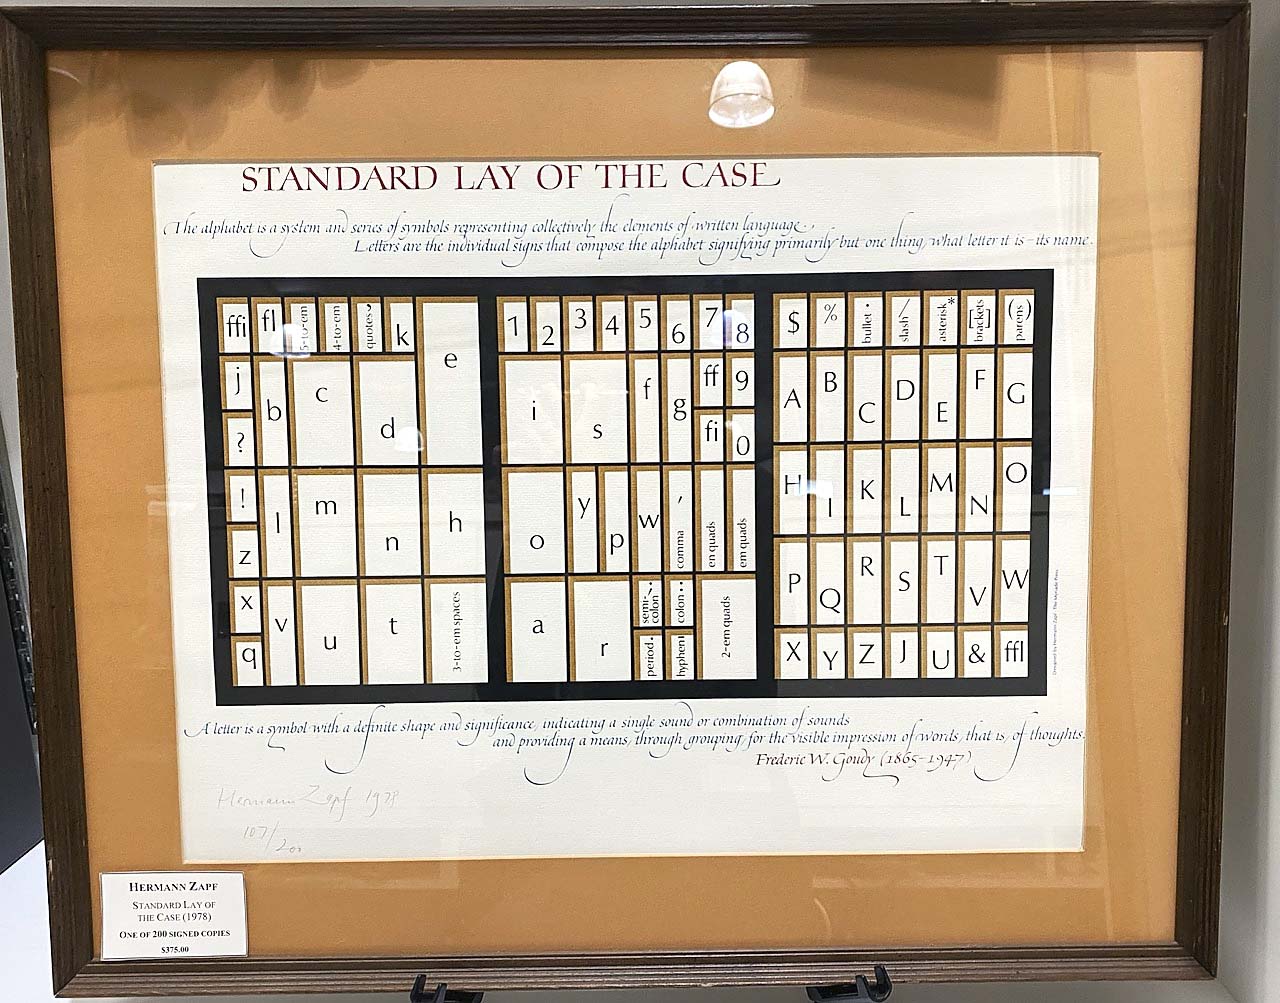 STANDARD LAY OF THE CASE
The alphabet is a system and series of symbols representing collectively the elements of written language.
Letters are the individual signs that compose the alphabet signifying primarily but one thing, what letter it is – its name.
ffi fl 5-to-em 4-to-em quotes ’ k e
j b c d
?
! l m n h
z
x v u t 3-to-em spaces
q
1 2 3 4 5 6 7 8
i s f g ff 9
fi 0
o y p w , comma en quads em quads
a r semi-colon ; colon : 2-em quads
period . hyphen
$ % bullet • slash / asterisk * brackets [ ] parens ( )
A B C D E F G
H I K L M N O
P Q R S T V W
X Y Z J U & ffl
Designed by Hermann Zapf
A letter is a symbol with a definite shape and significance, indicating a single sound or combination of sounds
and providing a means, through grouping, for the visible impression of words, that is, of thoughts.
Frederic W. Goudy (1865–1947)
Hermann Zapf 1978
107/200
HERMANN ZAPF
STANDARD LAY OF
THE CASE (1978)
ONE OF 200 SIGNED COPIES
$375.00